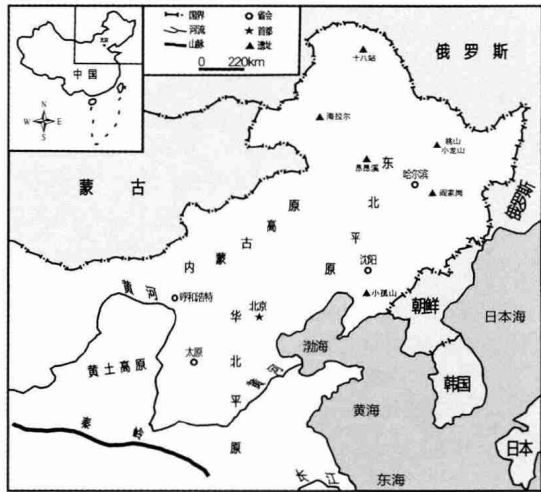 国界
河流
山脉
省会
首都
遗址
0 220km
中国
N
W E
S
俄罗斯
十八站
海拉尔
桃山
小龙山
昂昂溪
东
哈尔滨
阎家岗
蒙古
俄罗斯
内蒙古高原
北
平
原
沈阳
小孤山
朝鲜
日本海
黄河
呼和浩特
北京
华
北
平
原
渤海
太原
黄土高原
黄河
韩国
黄海
秦岭
长江
东海
日本